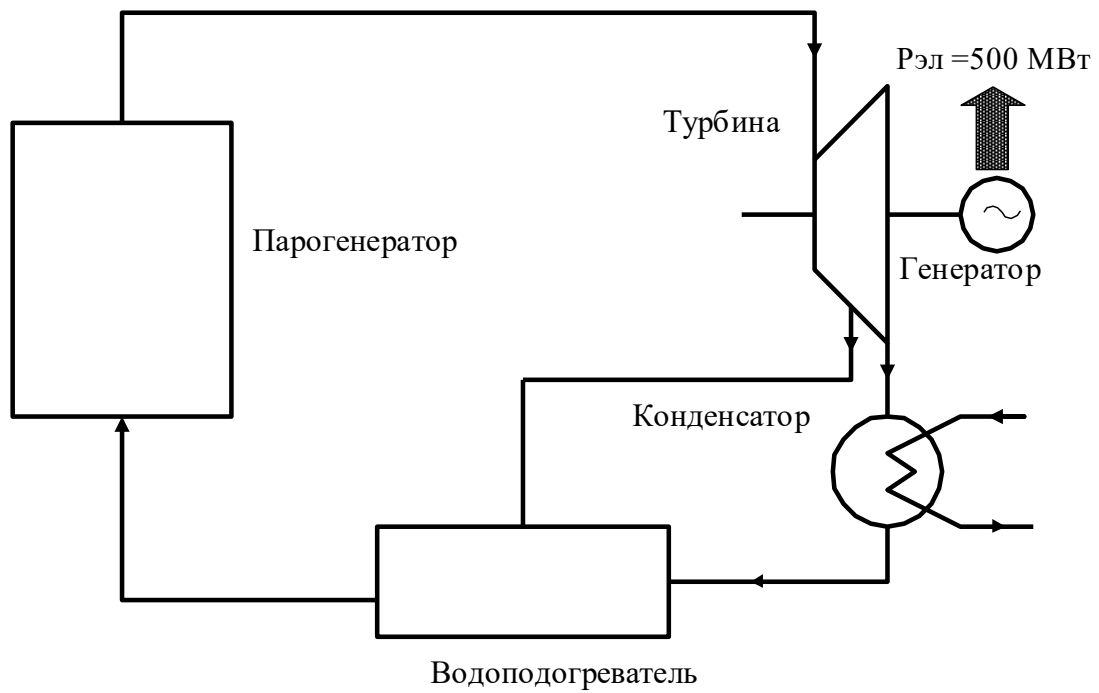 Рэл =500 МВт
Турбина
Парогенератор
Генератор
Конденсатор
Водоподогреватель